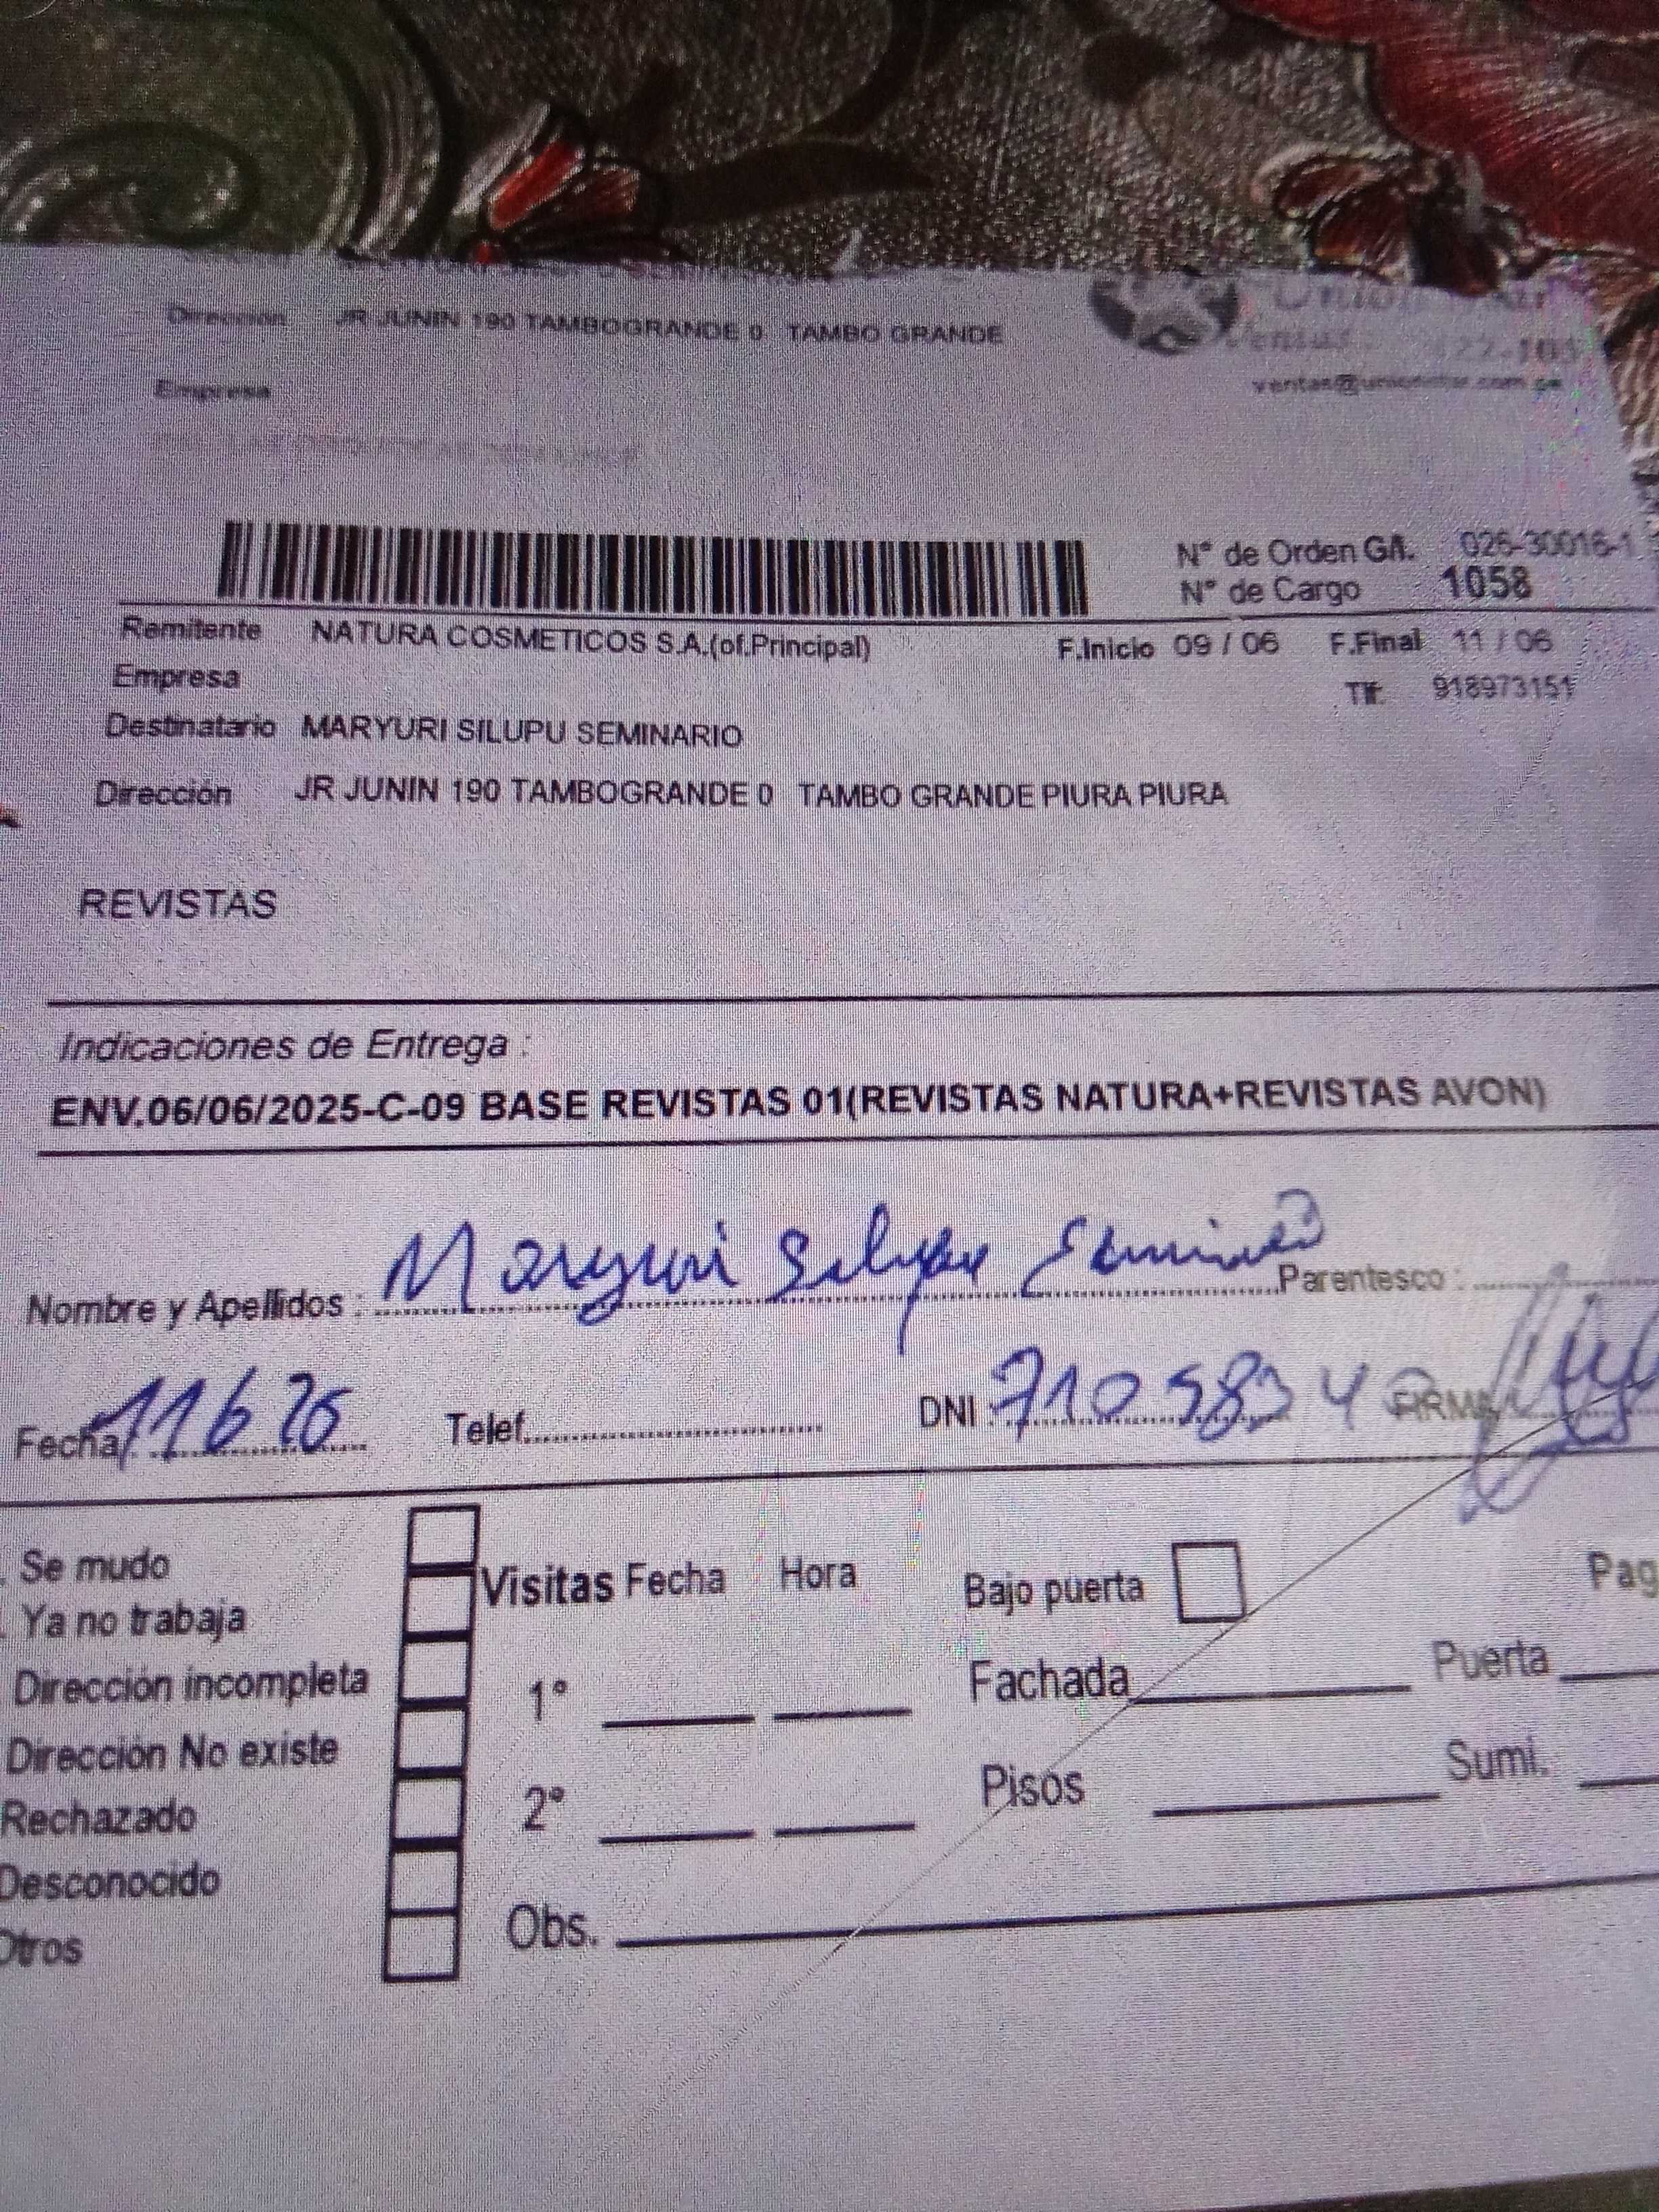 Dirección JR JUNIN 190 TAMBOGRANDE 0 TAMBO GRANDE
Empresa
N° de Orden G/I. 026-30016-1
N° de Cargo 1058
Remitente NATURA COSMETICOS S.A.(of.Principal) F.Inicio 09 / 06 F.Final 11 / 06
Empresa Tlf. 918973151
Destinatario MARYURI SILUPU SEMINARIO
Dirección JR JUNIN 190 TAMBOGRANDE 0 TAMBO GRANDE PIURA PIURA
REVISTAS
Indicaciones de Entrega :
ENV.06/06/2025-C-09 BASE REVISTAS 01(REVISTAS NATURA+REVISTAS AVON)
Nombre y Apellidos : Maryuri Silupu Seminario Parentesco :
Fecha 11 6 25 Telef. DNI : 7105834 FIRMA
Se mudo
Ya no trabaja
Dirección incompleta
Dirección No existe
Rechazado
Desconocido
Otros
Visitas Fecha Hora
1°
2°
Obs.
Bajo puerta Pag
Fachada Puerta
Pisos Sumi.